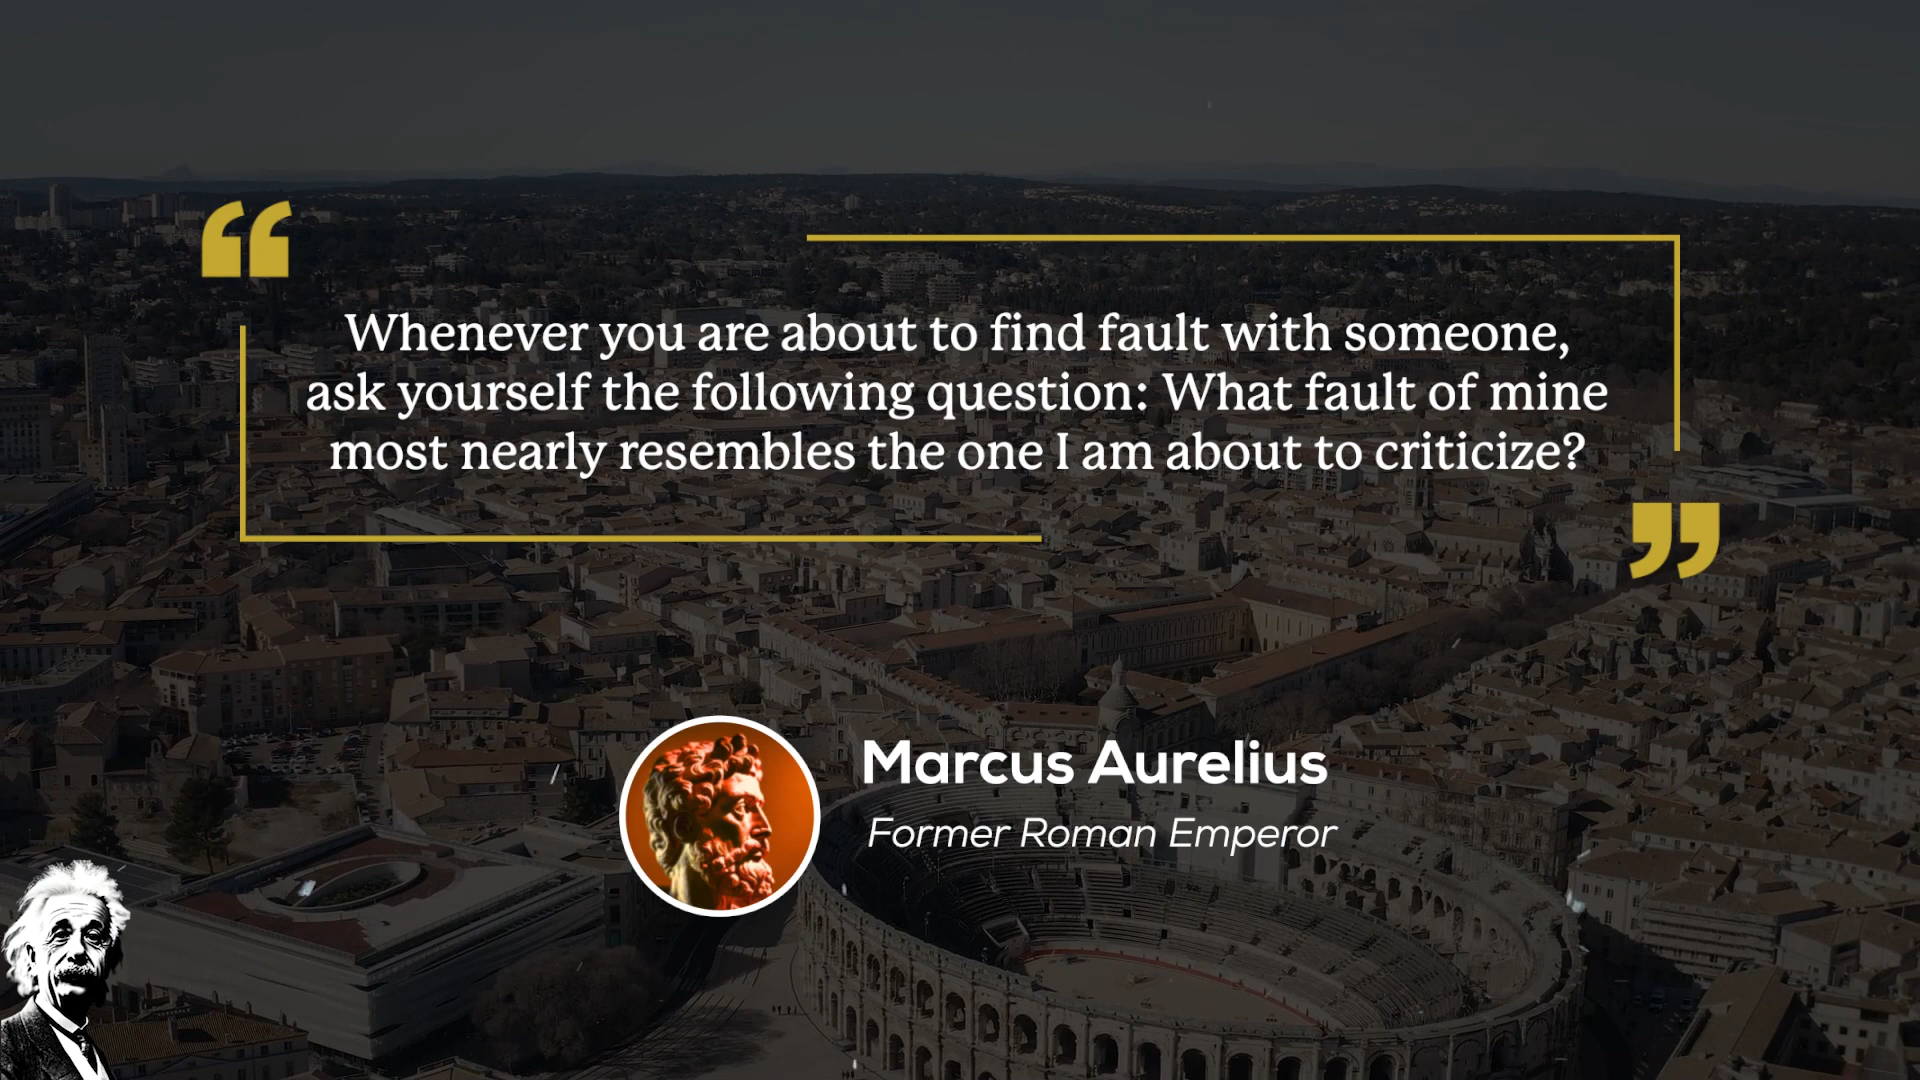 “
Whenever you are about to find fault with someone,
ask yourself the following question: What fault of mine
most nearly resembles the one I am about to criticize?
”
Marcus Aurelius
Former Roman Emperor